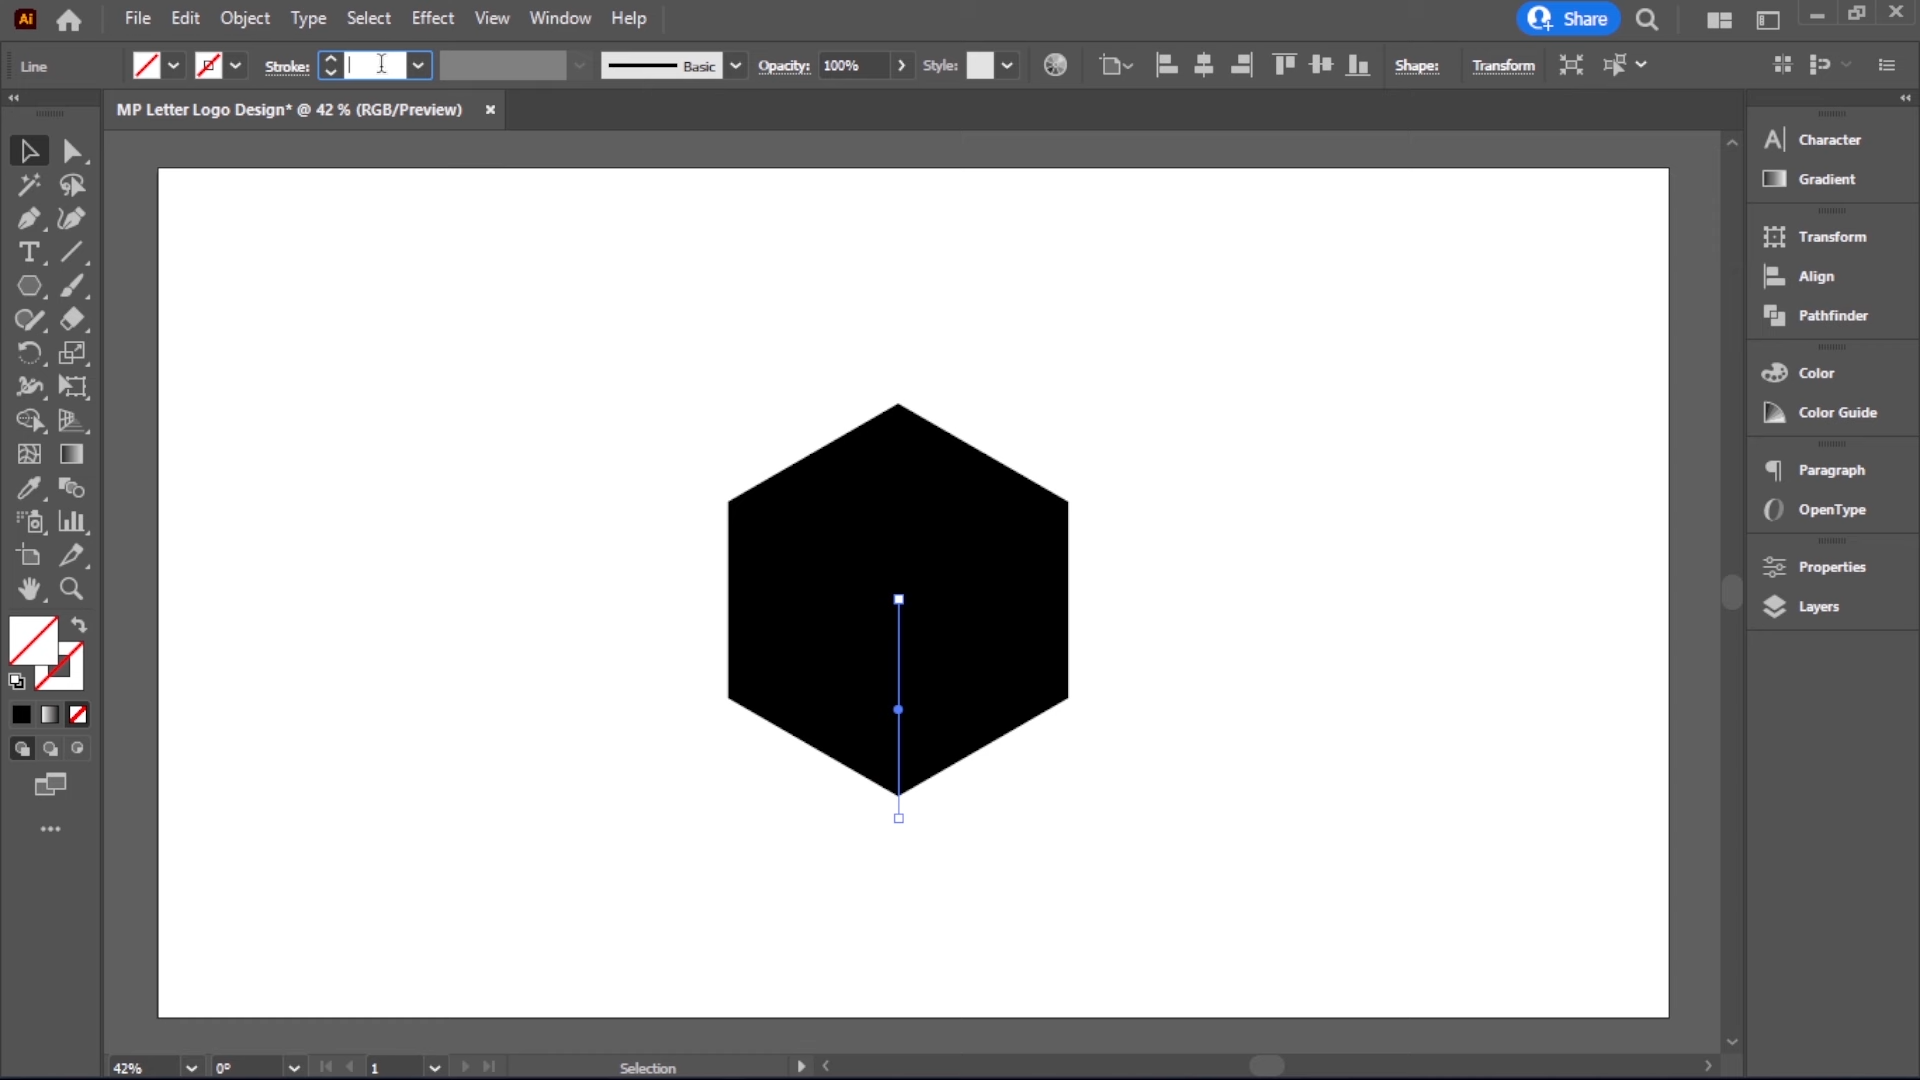 Ai File Edit Object Type Select Effect View Window Help Share
Line Stroke: Basic Opacity: 100% Style: Shape: Transform
MP Letter Logo Design* @ 42 % (RGB/Preview)
Character
Gradient
Transform
Align
Pathfinder
Color
Color Guide
Paragraph
OpenType
Properties
Layers
42% 0° 1 Selection